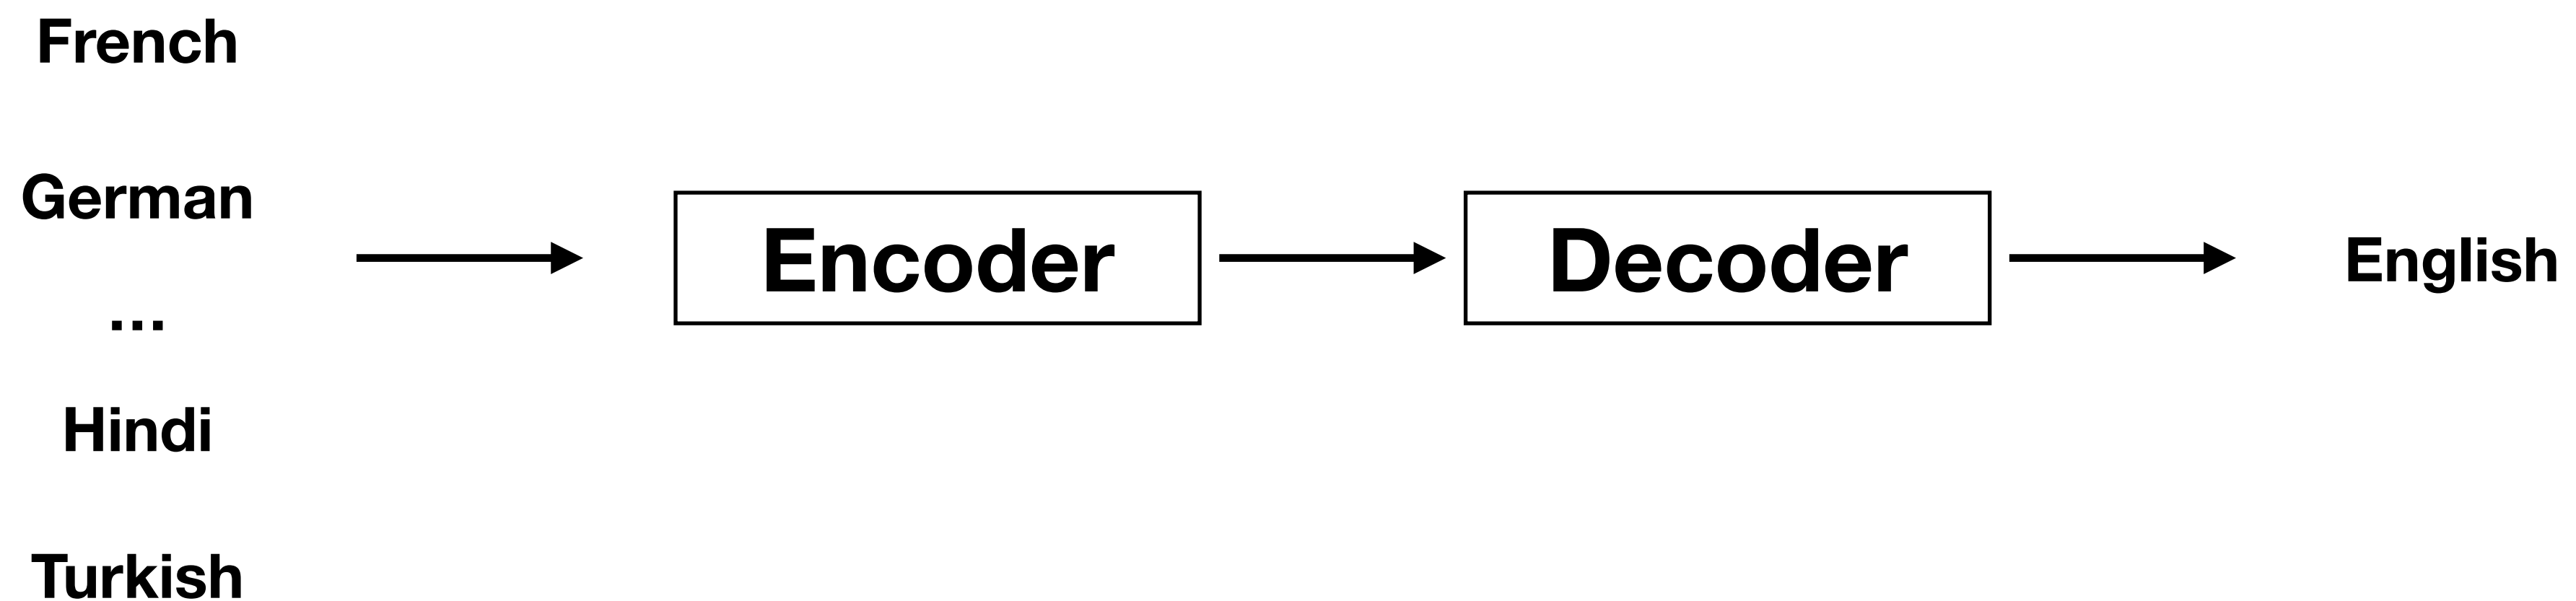 French
German
...
Hindi
Turkish
Encoder
Decoder
English